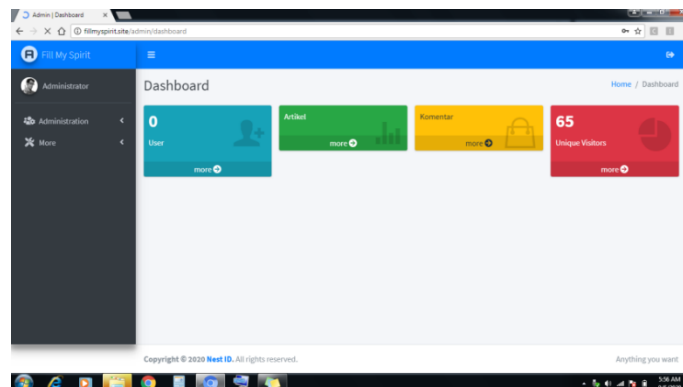 Admin | Dashboard
fillmyspirit.site/admin/dashboard
Fill My Spirit
Administrator
Dashboard
Home / Dashboard
Administration
More
0
User
more
Artikel
more
Komentar
more
65
Unique Visitors
more
Copyright © 2020 Nest ID. All rights reserved.
Anything you want
5:56 AM